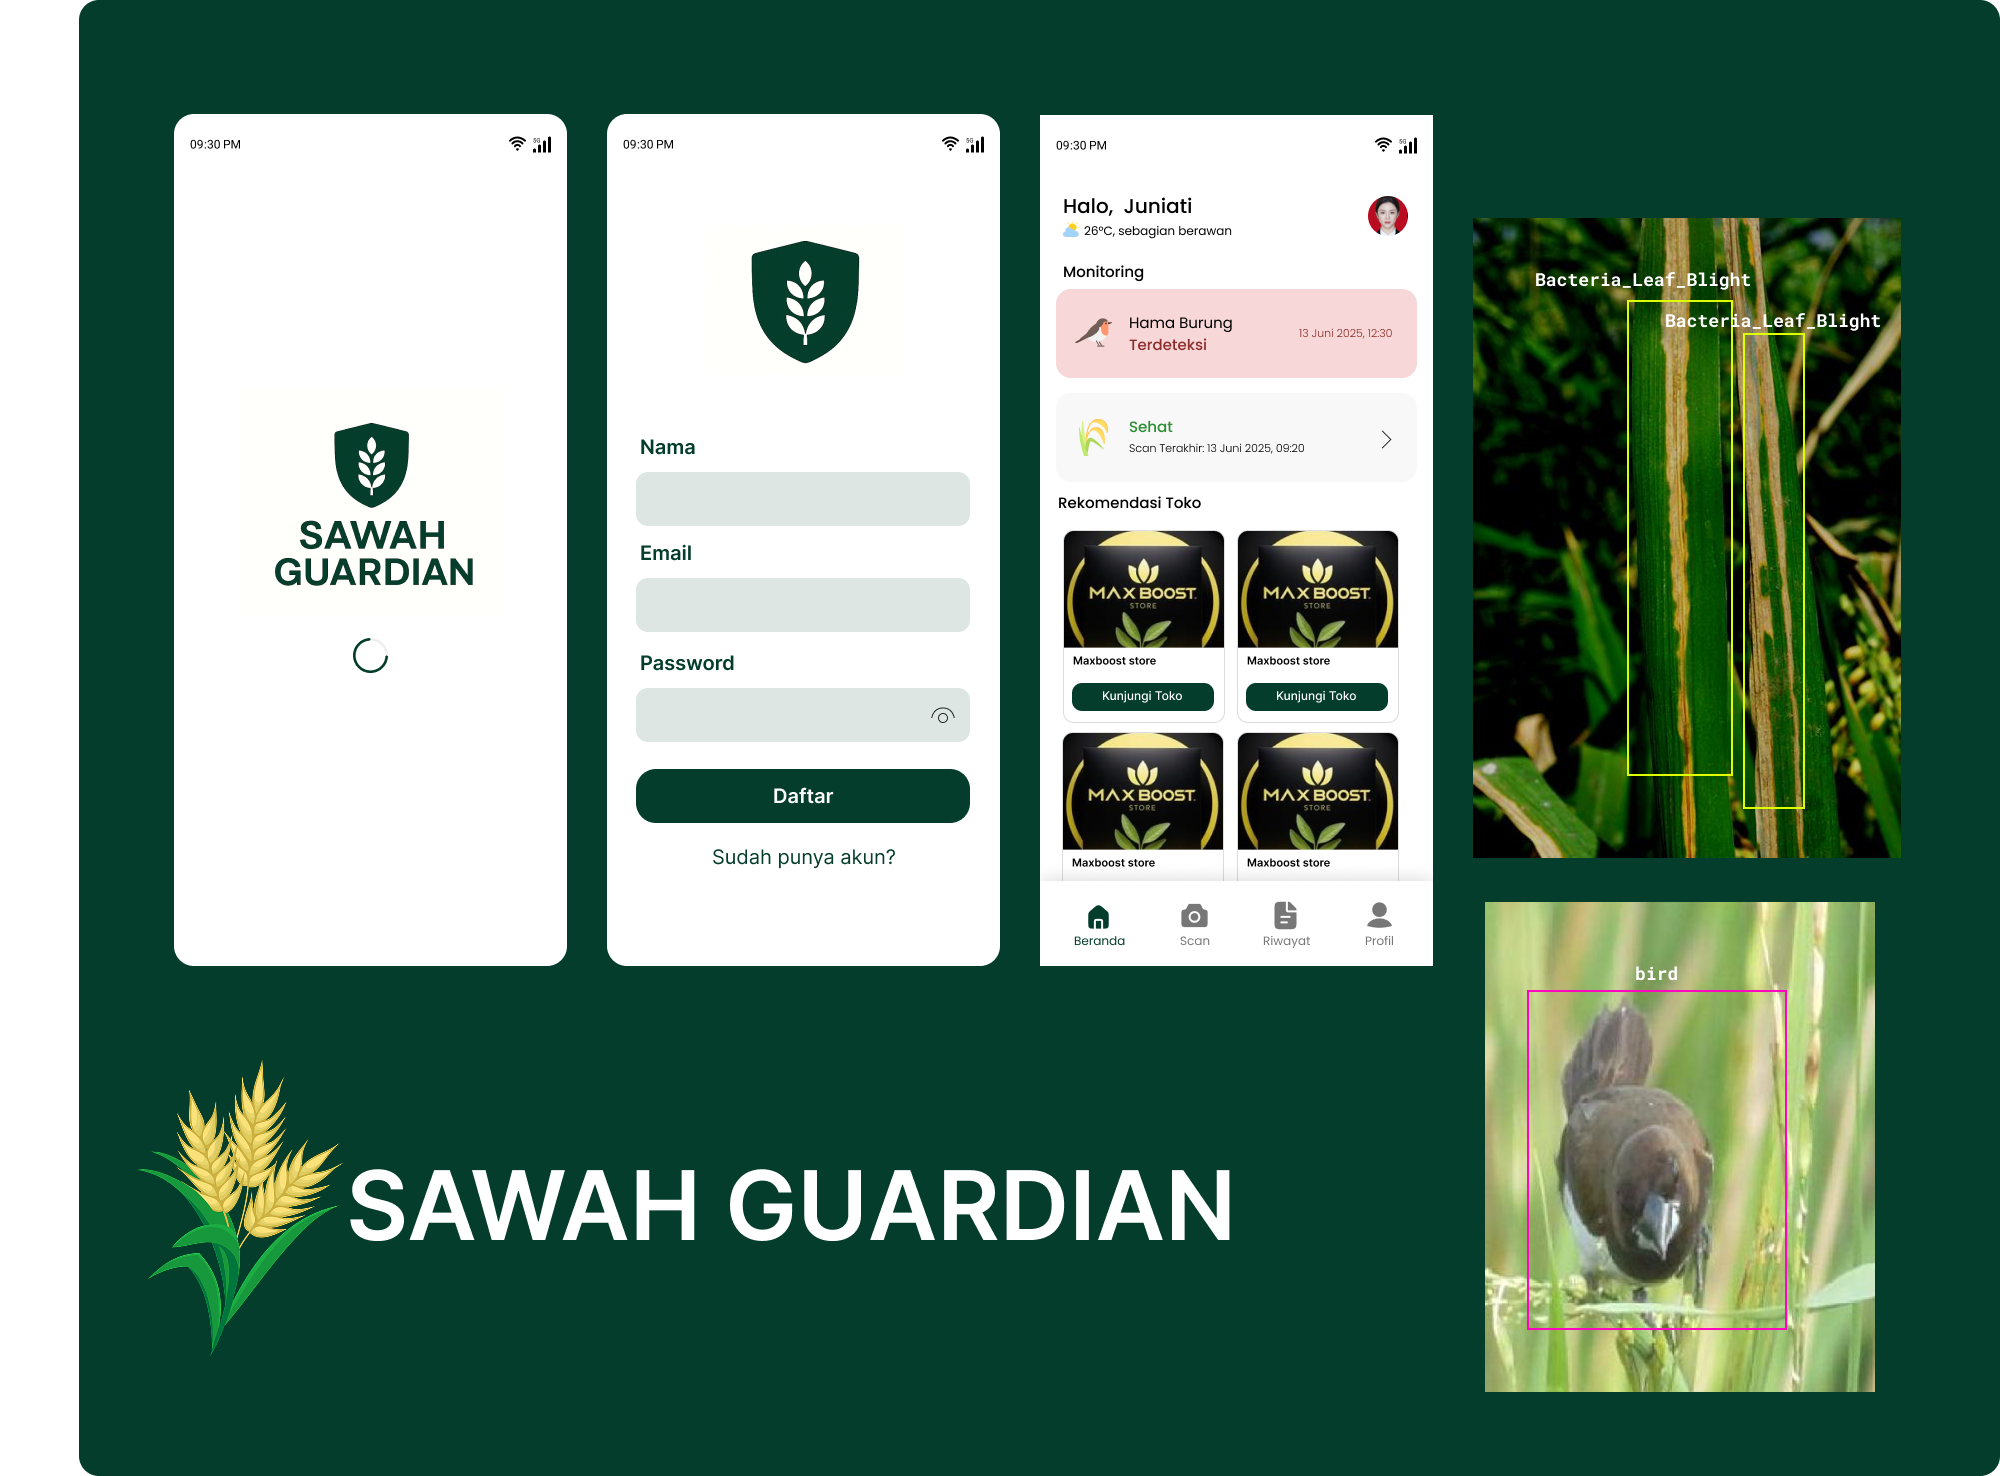 09:30 PM
5G
SAWAH
GUARDIAN
09:30 PM
5G
Nama
Email
Password
Daftar
Sudah punya akun?
09:30 PM
5G
Halo, Juniati
26°C, sebagian berawan
Monitoring
Hama Burung
Terdeteksi
13 Juni 2025, 12:30
Sehat
Scan Terakhir: 13 Juni 2025, 09:20
Rekomendasi Toko
MAX BOOST
STORE
Maxboost store
Kunjungi Toko
MAX BOOST
STORE
Maxboost store
Kunjungi Toko
MAX BOOST
STORE
Maxboost store
MAX BOOST
STORE
Maxboost store
Beranda
Scan
Riwayat
Profil
Bacteria_Leaf_Blight
Bacteria_Leaf_Blight
bird
SAWAH GUARDIAN